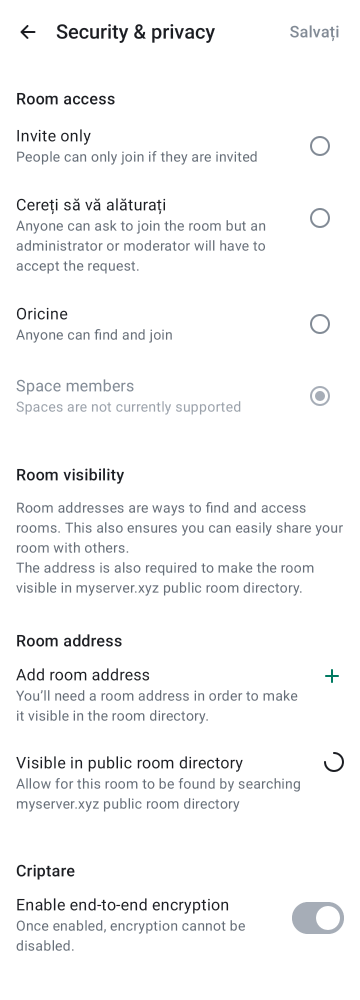 Security & privacy
Salvați
Room access
Invite only
People can only join if they are invited
Cereți să vă alăturați
Anyone can ask to join the room but an
administrator or moderator will have to
accept the request.
Oricine
Anyone can find and join
Space members
Spaces are not currently supported
Room visibility
Room addresses are ways to find and access
rooms. This also ensures you can easily share your
room with others.
The address is also required to make the room
visible in myserver.xyz public room directory.
Room address
Add room address
You’ll need a room address in order to make
it visible in the room directory.
Visible in public room directory
Allow for this room to be found by searching
myserver.xyz public room directory
Criptare
Enable end-to-end encryption
Once enabled, encryption cannot be
disabled.